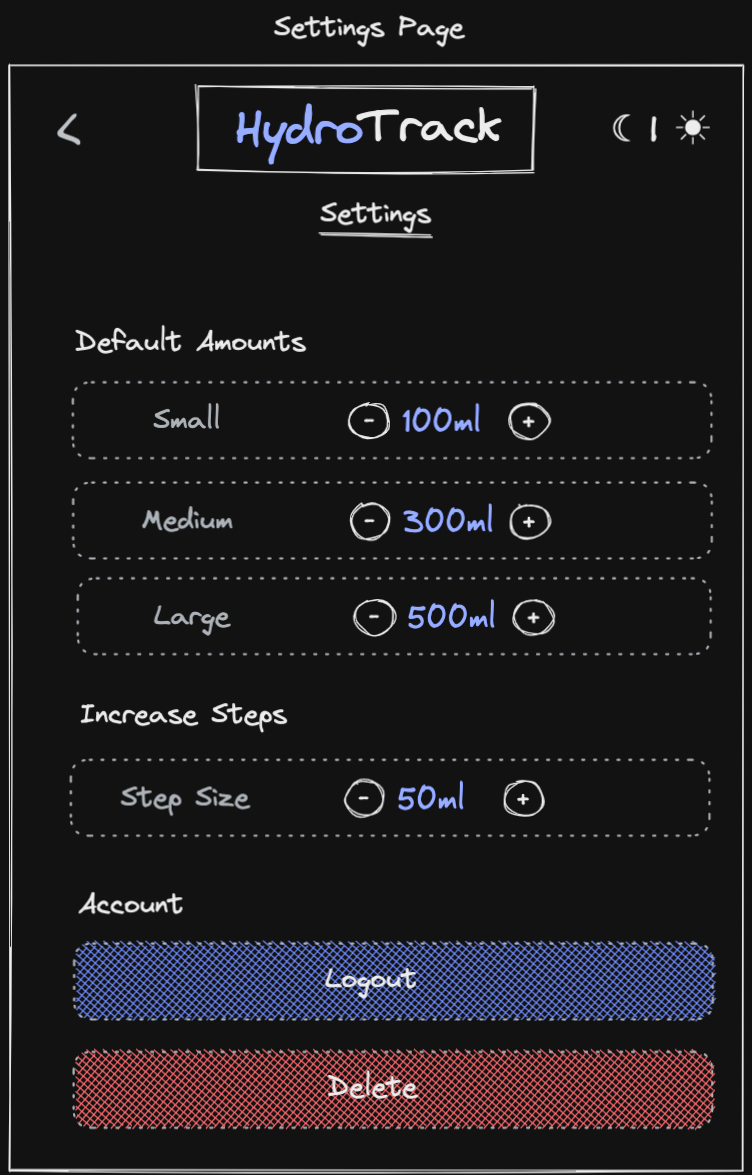 Settings Page
HydroTrack
Settings
Default Amounts
Small - 100ml +
Medium - 300ml +
Large - 500ml +
Increase Steps
Step Size - 50ml +
Account
Logout
Delete